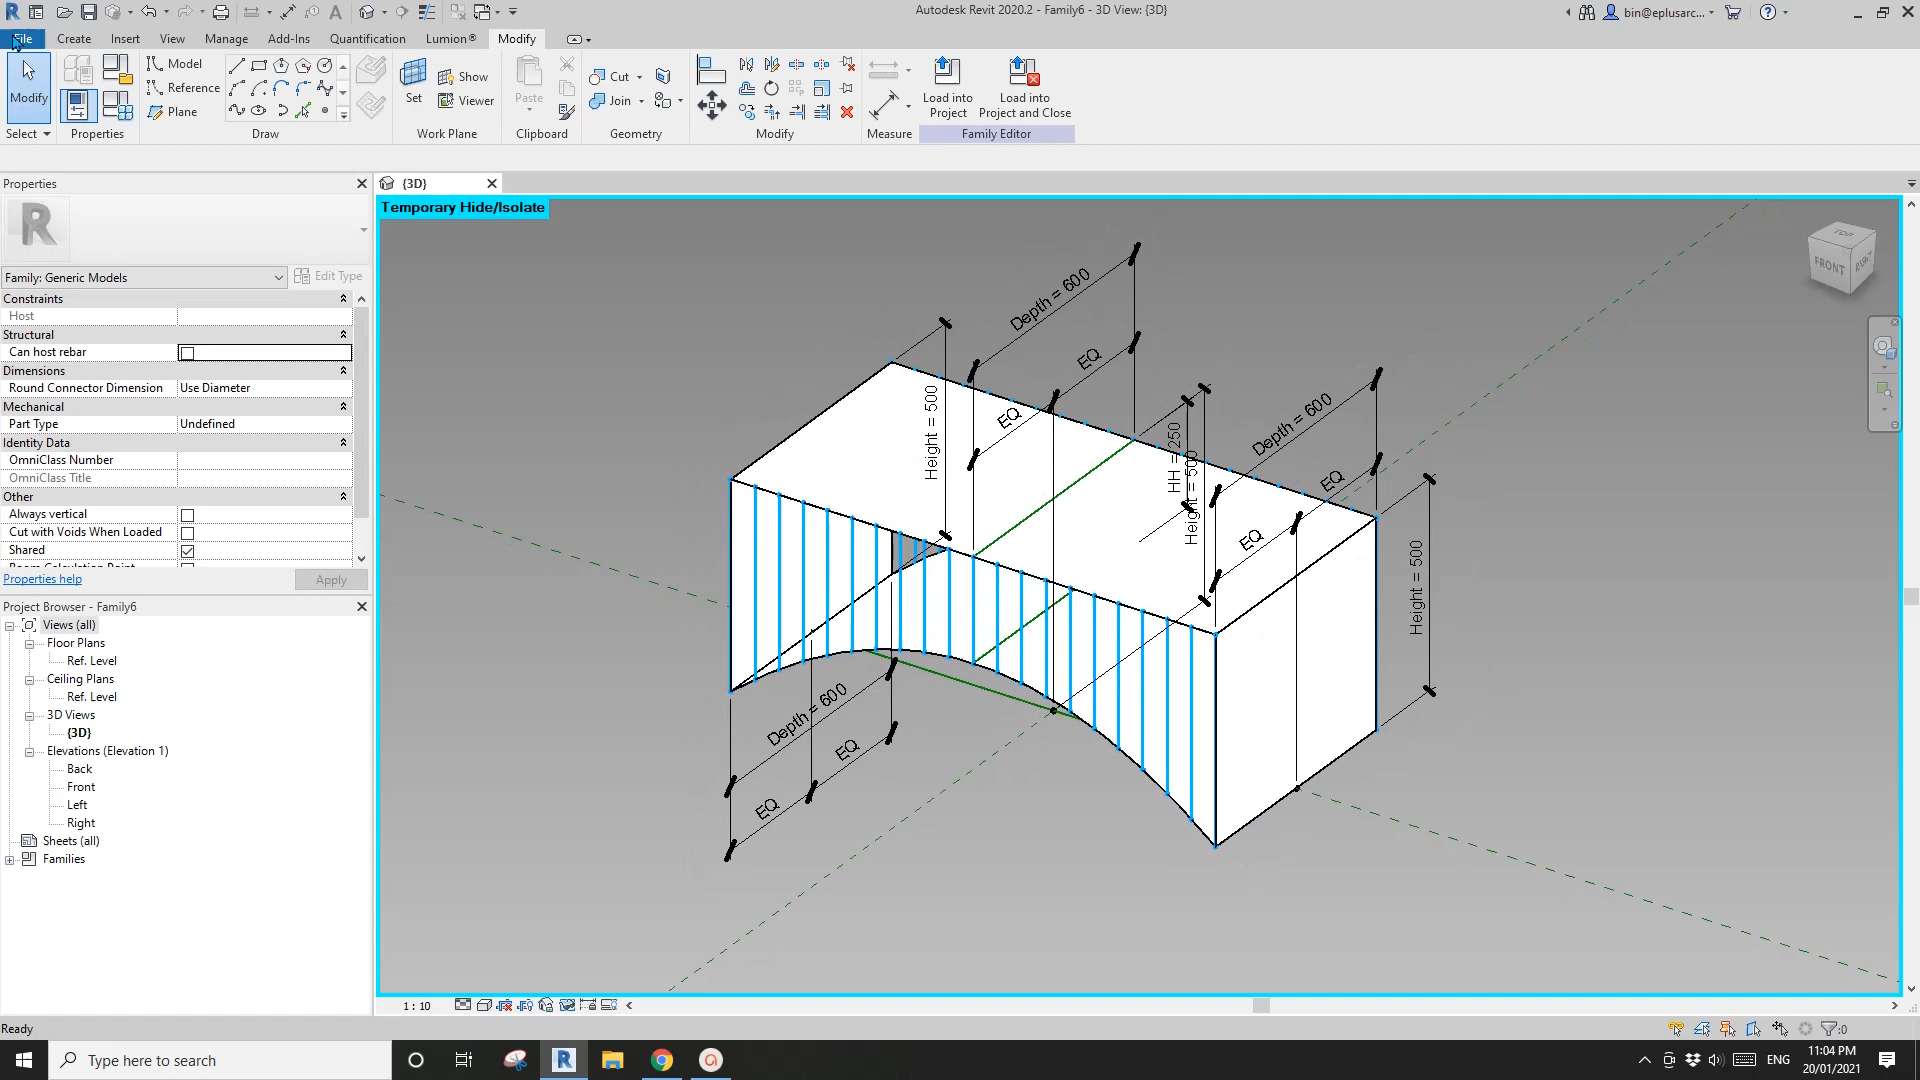 Autodesk Revit 2020.2 - Family6 - 3D View: {3D}
bin@eplusarc...
File Create Insert View Manage Add-Ins Quantification Lumion® Modify
Modify
Select
Properties
Model
Reference
Plane
Draw
Set
Show
Viewer
Work Plane
Paste
Clipboard
Cut
Join
Geometry
Modify
Measure
Load into
Project
Load into
Project and Close
Family Editor
Properties
{3D}
Temporary Hide/Isolate
R
Family: Generic Models
Edit Type
Constraints
Host
Structural
Can host rebar
Dimensions
Round Connector Dimension Use Diameter
Mechanical
Part Type Undefined
Identity Data
OmniClass Number
OmniClass Title
Other
Always vertical
Cut with Voids When Loaded
Shared
Room Calculation Point
Properties help
Apply
Project Browser - Family6
Views (all)
Floor Plans
Ref. Level
Ceiling Plans
Ref. Level
3D Views
{3D}
Elevations (Elevation 1)
Back
Front
Left
Right
Sheets (all)
Families
TOP
FRONT
RIGHT
Depth = 600
EQ
EQ
Height = 500
HH = 250
Height = 500
Depth = 600
EQ
EQ
Height = 500
Depth = 600
EQ
EQ
1 : 10
Ready
:0
Type here to search
ENG
11:04 PM
20/01/2021